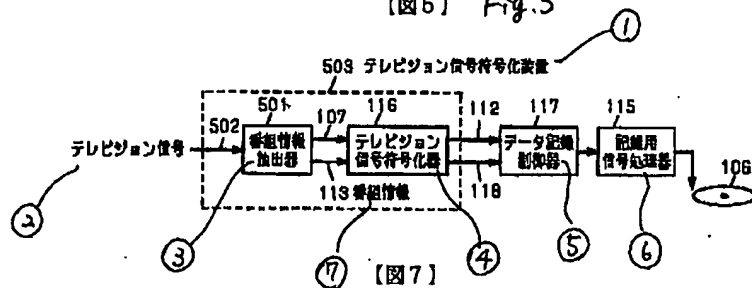 【図6】 Fig.5
①
503 テレビジョン信号符号化装置
501 107 116 112 117 115
502
テレビジョン信号
番組情報
抽出器
テレビジョン
信号符号化器
データ記録
制御器
記録用
信号処理器
106
113 番組情報
118
② ③ ⑦ ④ ⑤ ⑥
【図7】